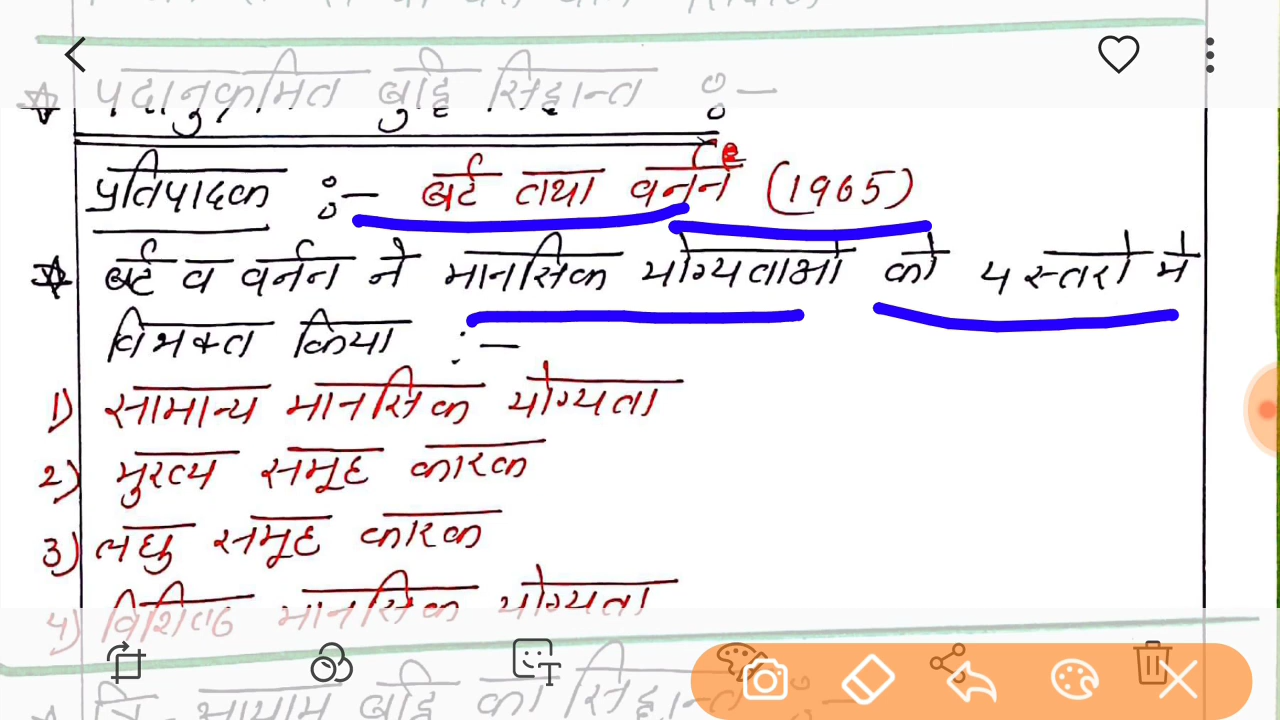 पदानुक्रमित बुद्धि सिद्धान्त :-
प्रतिपादक :- बर्ट तथा वर्नन (1965)
बर्ट व वर्नन ने मानसिक योग्यताओ को 4 स्तरो मे
विभक्त किया :-
1) सामान्य मानसिक योग्यता
2) मुख्य समूह कारक
3) लघु समूह कारक
4) विशिष्ठ मानसिक योग्यता
त्रि-आयाम बुद्धि का सिद्धान्त :-